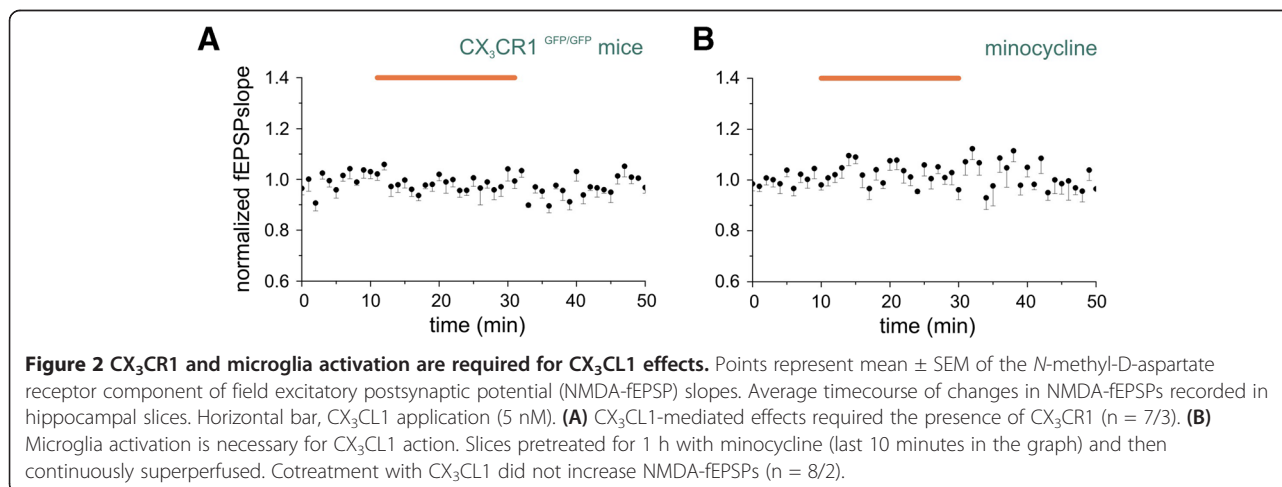 A
CX₃CR1 GFP/GFP mice
1.4
1.2
1.0
0.8
0.6
normalized fEPSPslope
0 10 20 30 40 50
time (min)
B
minocycline
1.4
1.2
1.0
0.8
0.6
0 10 20 30 40 50
time (min)
Figure 2 CX₃CR1 and microglia activation are required for CX₃CL1 effects. Points represent mean ± SEM of the N-methyl-D-aspartate
receptor component of field excitatory postsynaptic potential (NMDA-fEPSP) slopes. Average timecourse of changes in NMDA-fEPSPs recorded in
hippocampal slices. Horizontal bar, CX₃CL1 application (5 nM). (A) CX₃CL1-mediated effects required the presence of CX₃CR1 (n = 7/3). (B)
Microglia activation is necessary for CX₃CL1 action. Slices pretreated for 1 h with minocycline (last 10 minutes in the graph) and then
continuously superperfused. Cotreatment with CX₃CL1 did not increase NMDA-fEPSPs (n = 8/2).